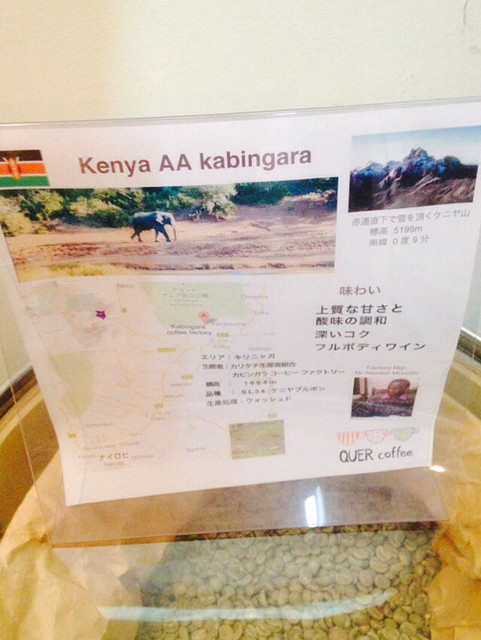 Kenya AA kabingara
赤道直下で雪を頂くケニヤ山
標高 5199m
南緯 0度9分
味わい
上質な甘さと
酸味の調和
深いコク
フルボディワイン
Kabingara
coffee factory
エリア:キリニャガ
生産者:カリタチ生産者組合
カビンガラ コーヒー ファクトリー
標高 : 1664m
品種 : SL34 ケニヤブルボン
生産処理:ウォッシュド
Factory Mgr.
ナイロビ
Nairobi
QUER coffee